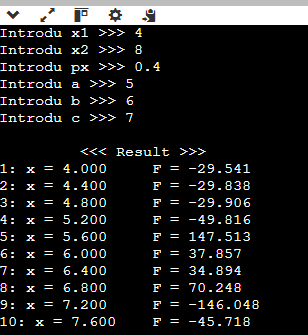 Introdu x1 >>> 4
Introdu x2 >>> 8
Introdu px >>> 0.4
Introdu a >>> 5
Introdu b >>> 6
Introdu c >>> 7
<<< Result >>>
1: x = 4.000 F = -29.541
2: x = 4.400 F = -29.838
3: x = 4.800 F = -29.906
4: x = 5.200 F = -49.816
5: x = 5.600 F = 147.513
6: x = 6.000 F = 37.857
7: x = 6.400 F = 34.894
8: x = 6.800 F = 70.248
9: x = 7.200 F = -146.048
10: x = 7.600 F = -45.718